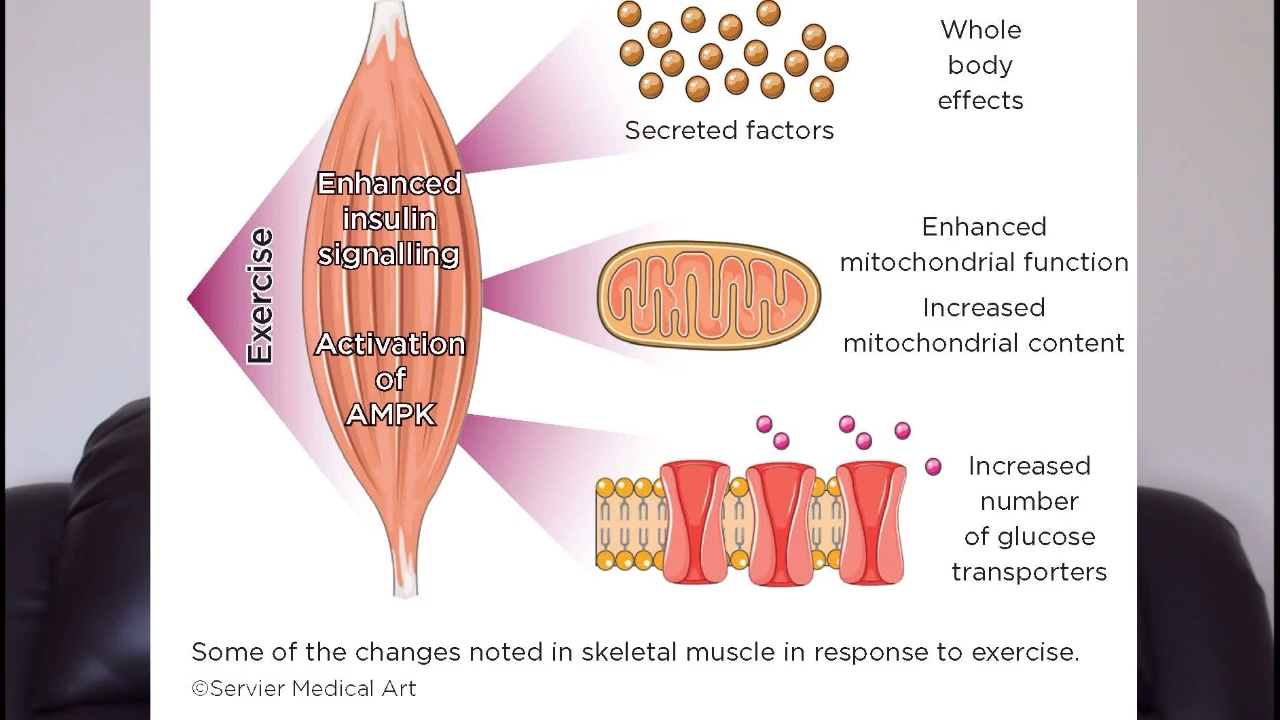 Whole
body
effects
Secreted factors
Exercise
Enhanced
insulin
signalling
Activation
of
AMPK
Enhanced
mitochondrial function
Increased
mitochondrial content
Increased
number
of glucose
transporters
Some of the changes noted in skeletal muscle in response to exercise.
©Servier Medical Art